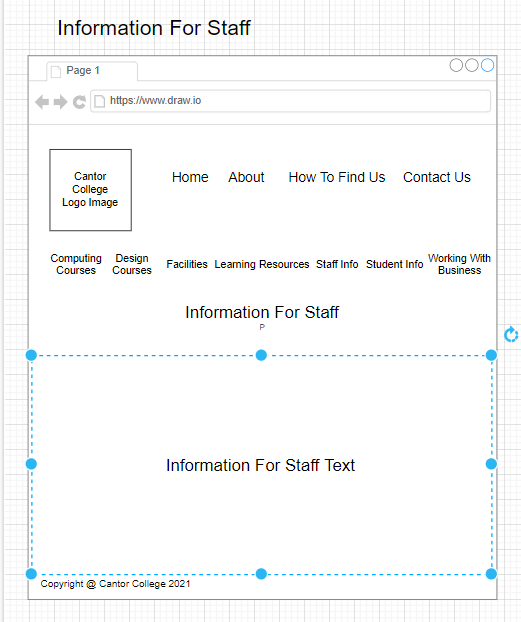 Information For Staff
Page 1
https://www.draw.io
Cantor
College
Logo Image
Home About How To Find Us Contact Us
Computing
Courses
Design
Courses
Facilities
Learning Resources
Staff Info
Student Info
Working With
Business
Information For Staff
P
Information For Staff Text
Copyright @ Cantor College 2021